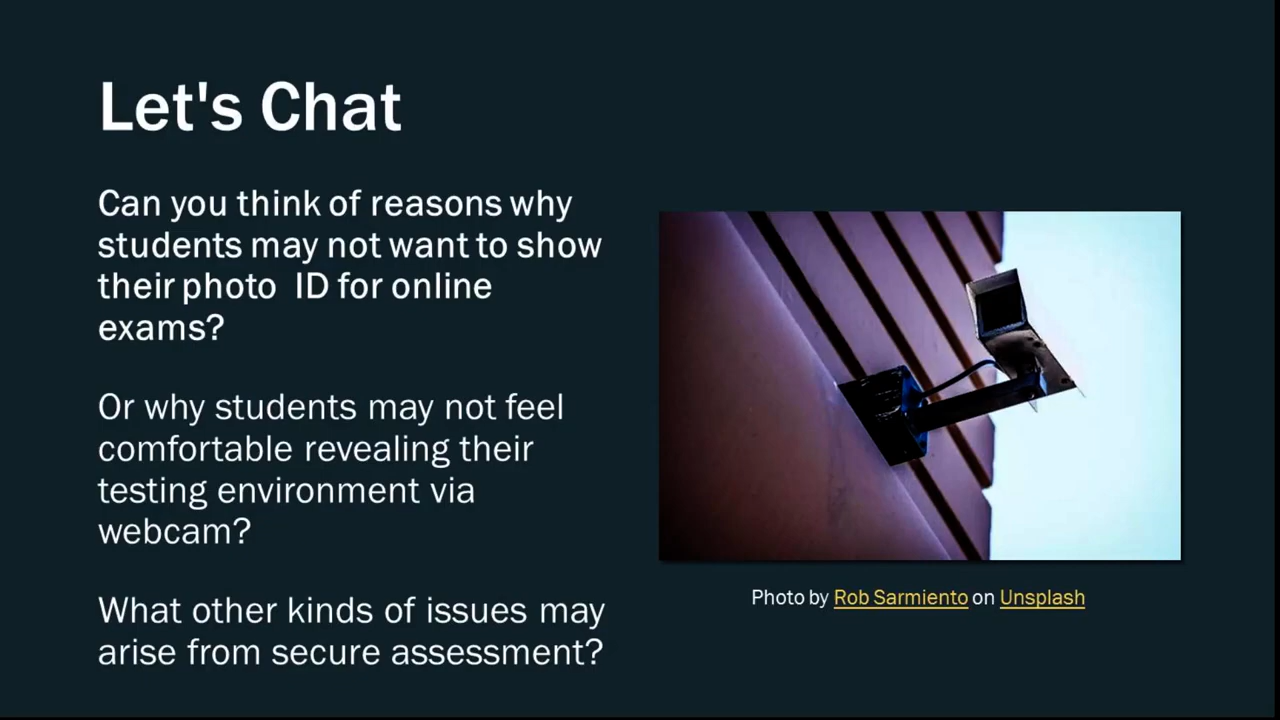 Let's Chat
Can you think of reasons why
students may not want to show
their photo  ID for online
exams?
Or why students may not feel
comfortable revealing their
testing environment via
webcam?
What other kinds of issues may
arise from secure assessment?
Photo by Rob Sarmiento on Unsplash